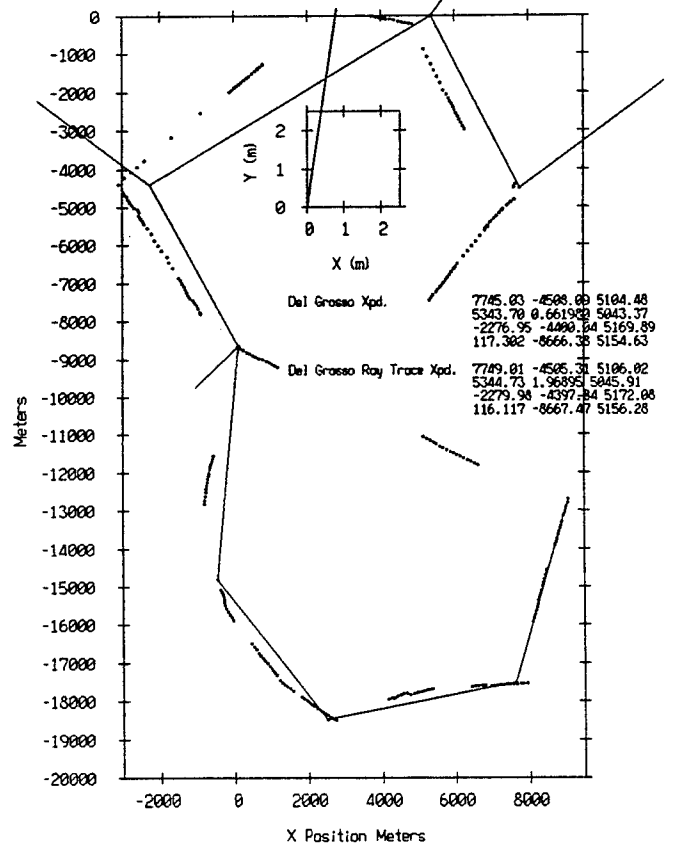 0
-1000
-2000
-3000
-4000
-5000
-6000
-7000
-8000
-9000
-10000
-11000
-12000
-13000
-14000
-15000
-16000
-17000
-18000
-19000
-20000
Meters
2
1
0
Y (m)
0 1 2
X (m)
Del Grosso Xpd.
7745.03 -4508.09 5104.48
5343.70 0.661980 5043.37
-2276.95 -4400.04 5169.89
117.302 -8666.38 5154.63
Del Grosso Ray Trace Xpd.
7749.01 -4505.31 5106.02
5344.73 1.96895 5045.91
-2279.98 -4397.84 5172.08
116.117 -8667.47 5156.28
-2000 0 2000 4000 6000 8000
X Position Meters